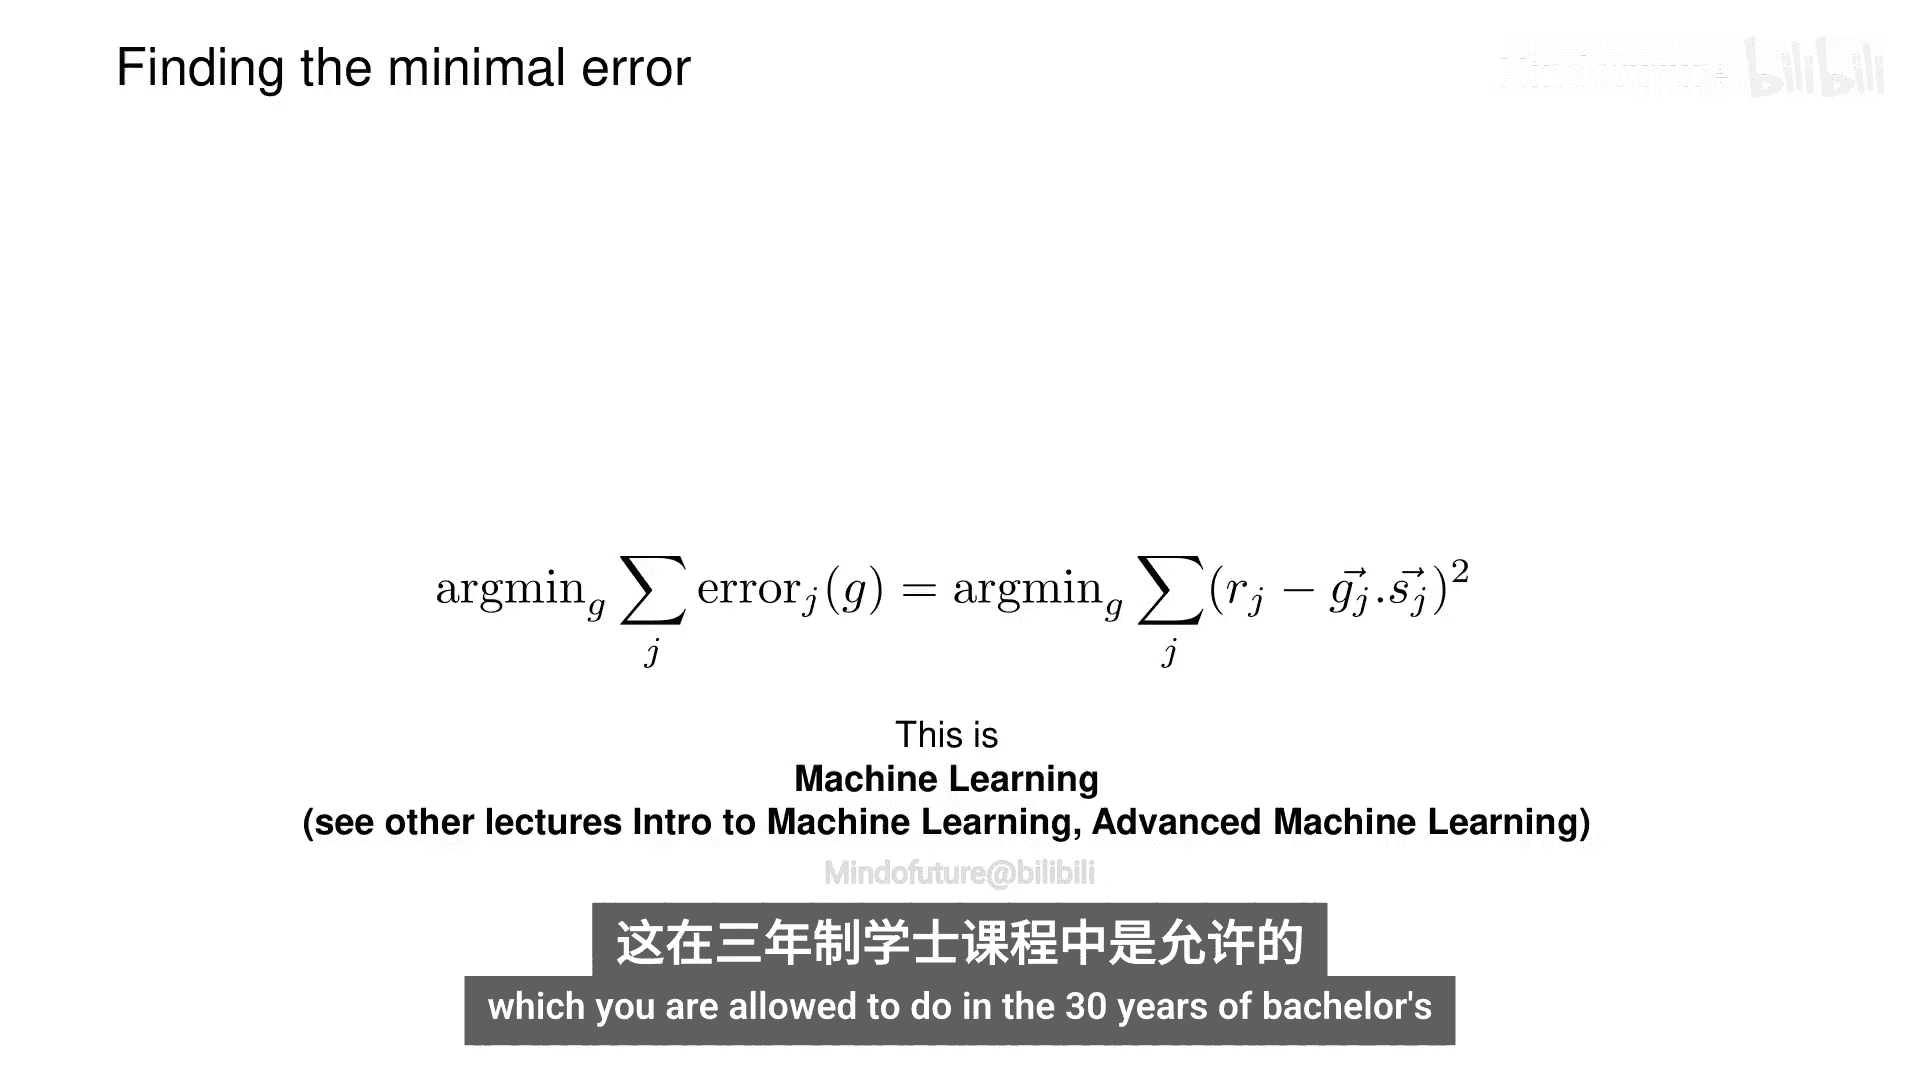 Finding the minimal error
bilibili
argmin_g ∑_j error_j(g) = argmin_g ∑_j (r_j − g⃗_j.s⃗_j)²
This is
Machine Learning
(see other lectures Intro to Machine Learning, Advanced Machine Learning)
Mindofuture@bilibili
这在三年制学士课程中是允许的
which you are allowed to do in the 30 years of bachelor's